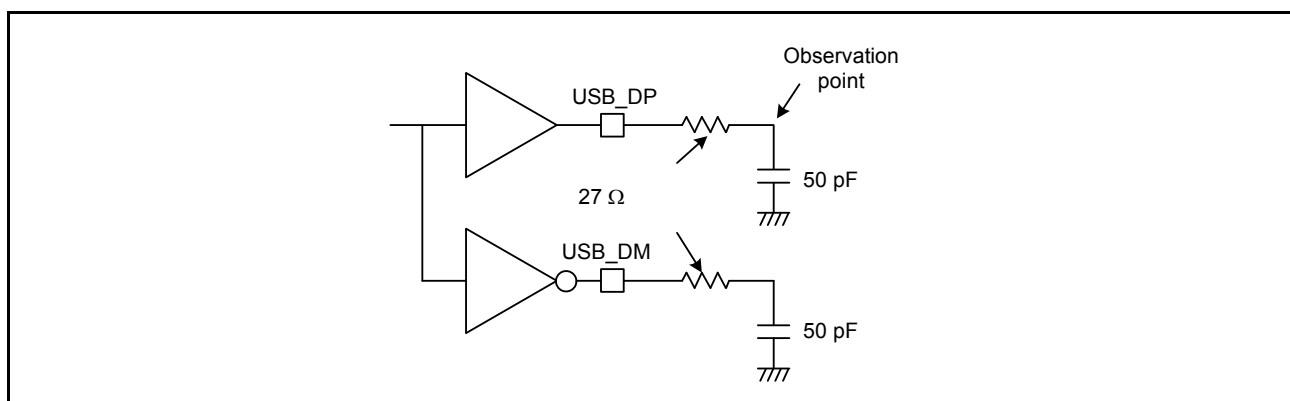 Observation
point
USB_DP
50 pF
27 Ω
USB_DM
50 pF